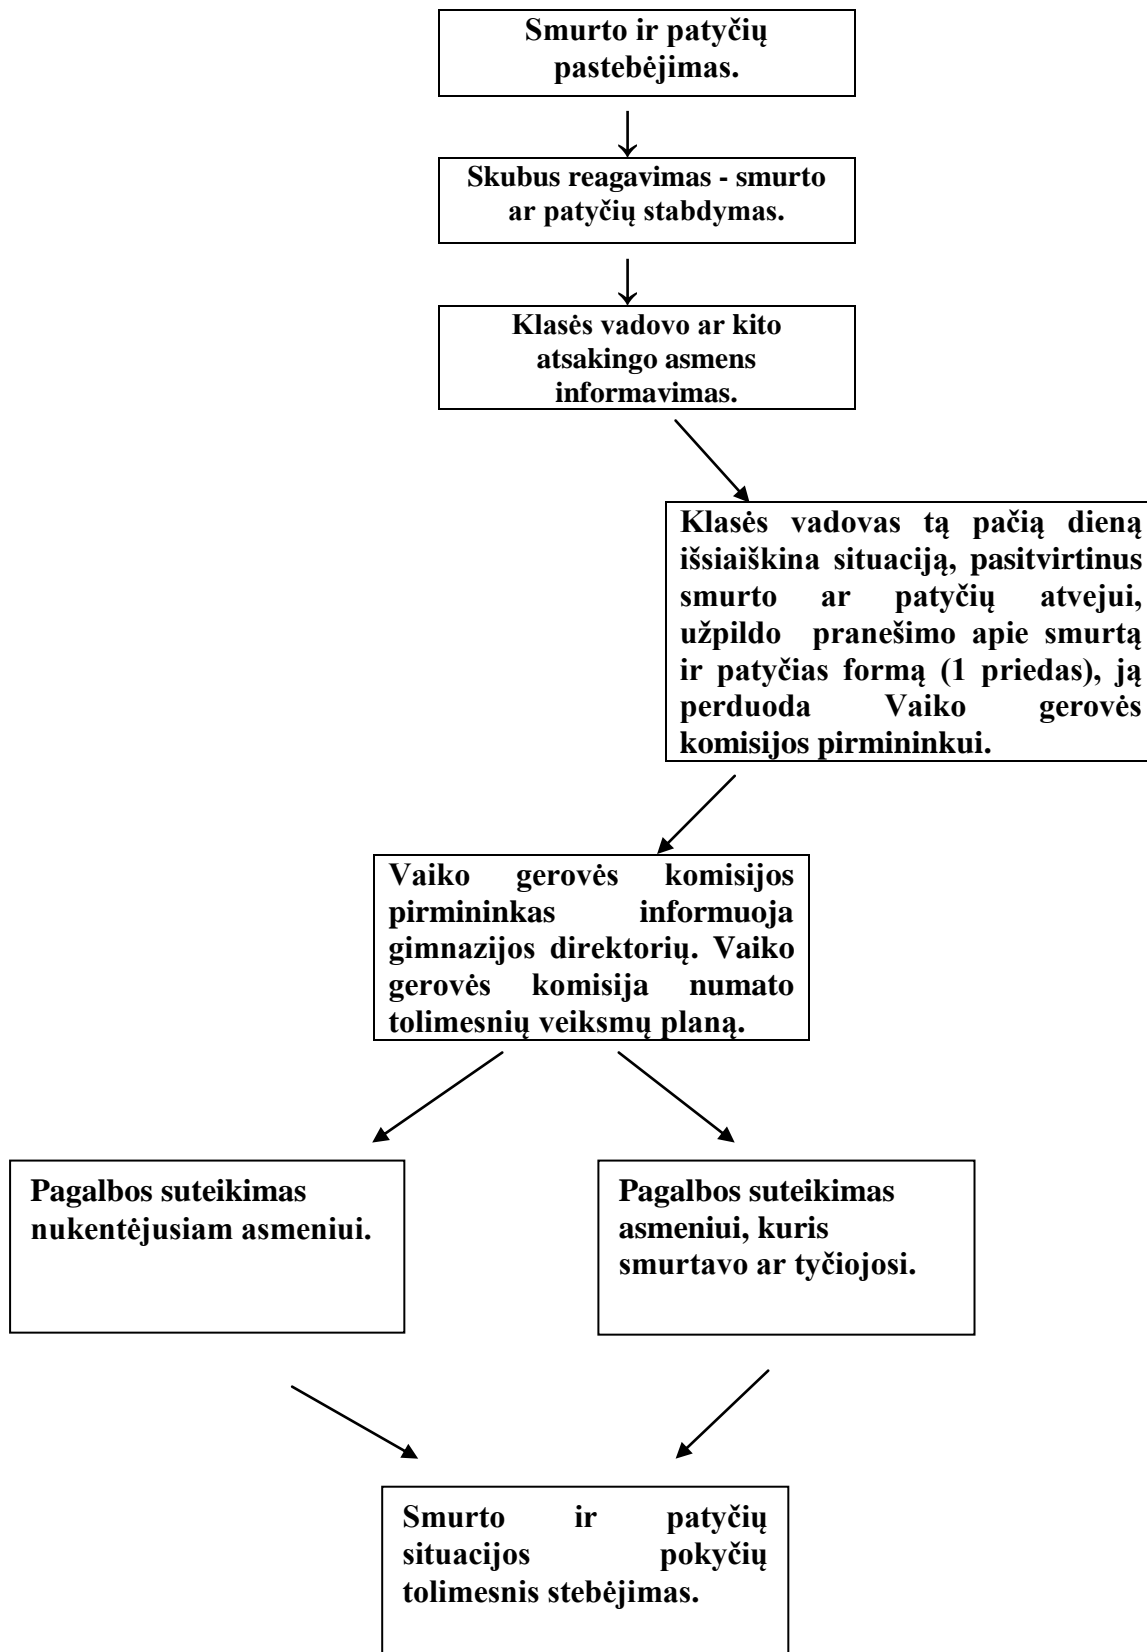 Smurto ir patyčių
pastebėjimas.
Skubus reagavimas - smurto
ar patyčių stabdymas.
Klasės vadovo ar kito
atsakingo asmens
informavimas.
Klasės vadovas tą pačią dieną
išsiaiškina situaciją, pasitvirtinus
smurto ar patyčių atvejui,
užpildo pranešimo apie smurtą
ir patyčias formą (1 priedas), ją
perduoda Vaiko gerovės
komisijos pirmininkui.
Vaiko gerovės komisijos
pirmininkas informuoja
gimnazijos direktorių. Vaiko
gerovės komisija numato
tolimesnių veiksmų planą.
Pagalbos suteikimas
nukentėjusiam asmeniui.
Pagalbos suteikimas
asmeniui, kuris
smurtavo ar tyčiojosi.
Smurto ir patyčių
situacijos pokyčių
tolimesnis stebėjimas.